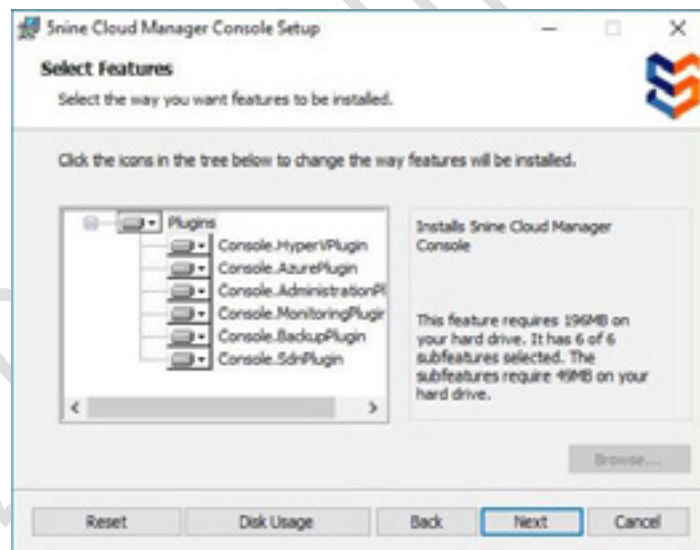 5nine Cloud Manager Console Setup
Select Features
Select the way you want features to be installed.
Click the icons in the tree below to change the way features will be installed.
Plugins
Console.HyperVPlugin
Console.AzurePlugin
Console.AdministrationPl
Console.MonitoringPlugir
Console.BackupPlugin
Console.SdnPlugin
Installs 5nine Cloud Manager
Console
This feature requires 196MB on
your hard drive. It has 6 of 6
subfeatures selected. The
subfeatures require 49MB on your
hard drive.
Browse...
Reset
Disk Usage
Back
Next
Cancel